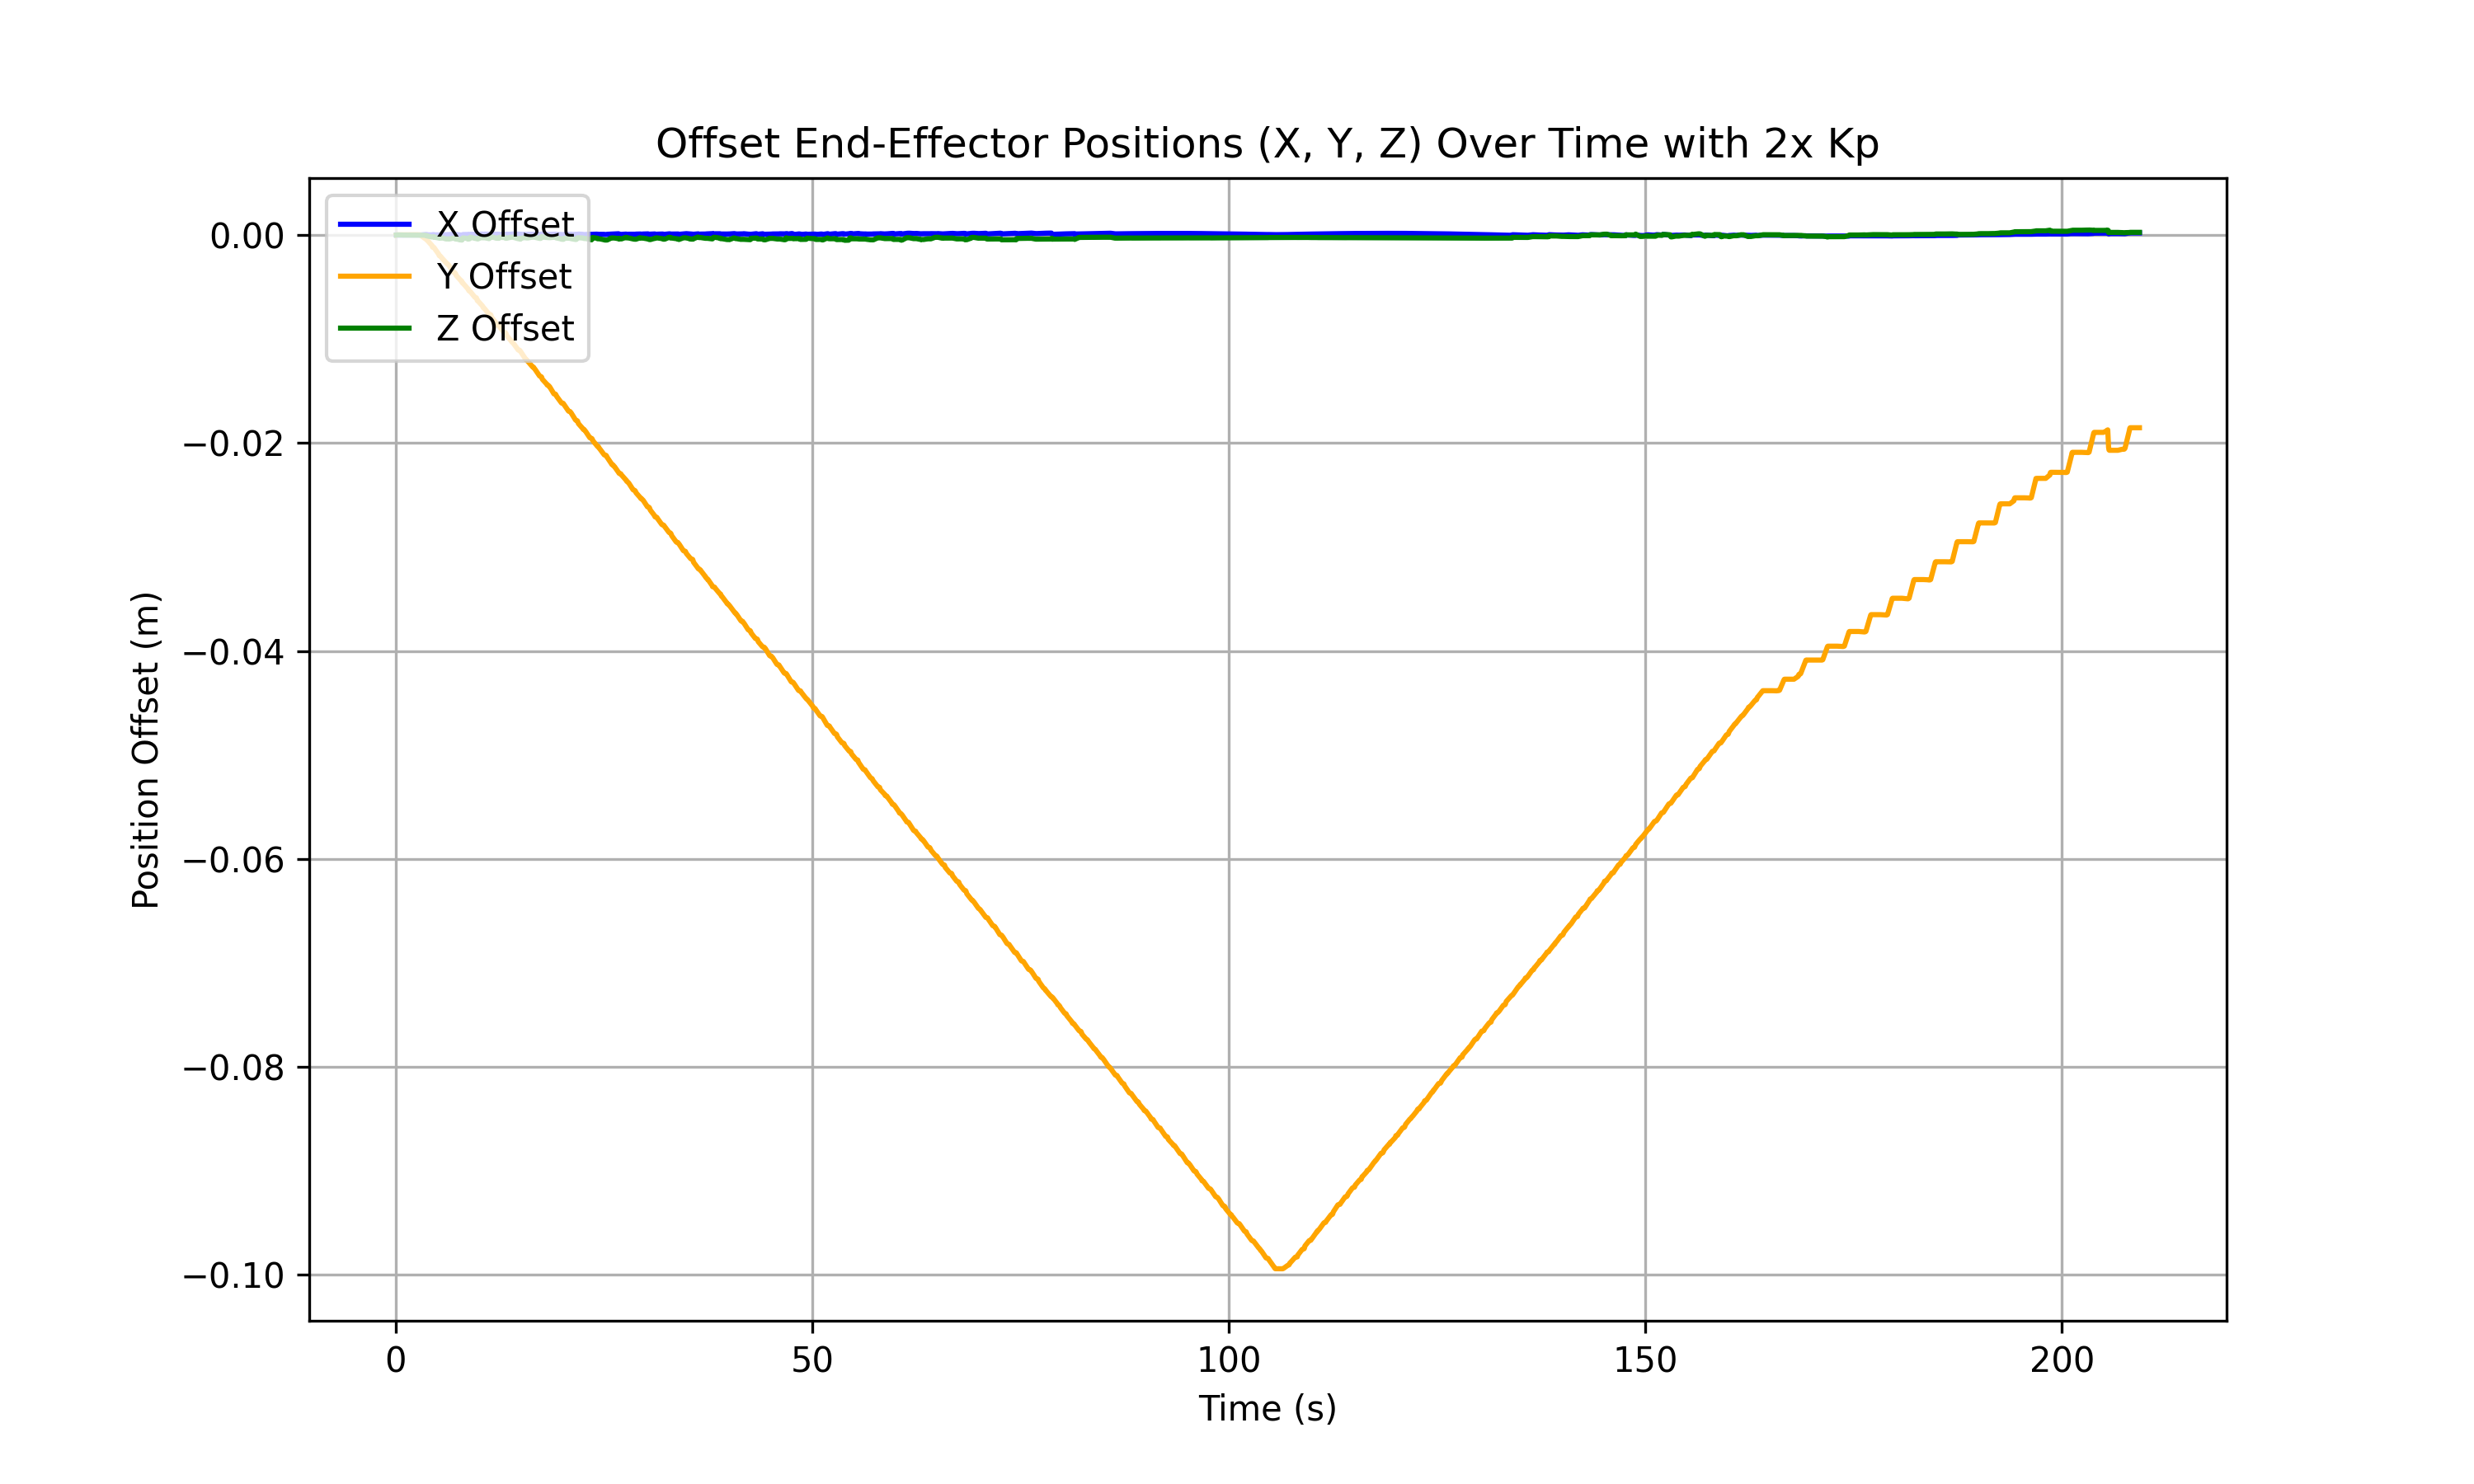 Offset End-Effector Positions (X, Y, Z) Over Time with 2x Kp
X Offset
Y Offset
Z Offset
0.00
−0.02
−0.04
−0.06
−0.08
−0.10
Position Offset (m)
0 50 100 150 200
Time (s)